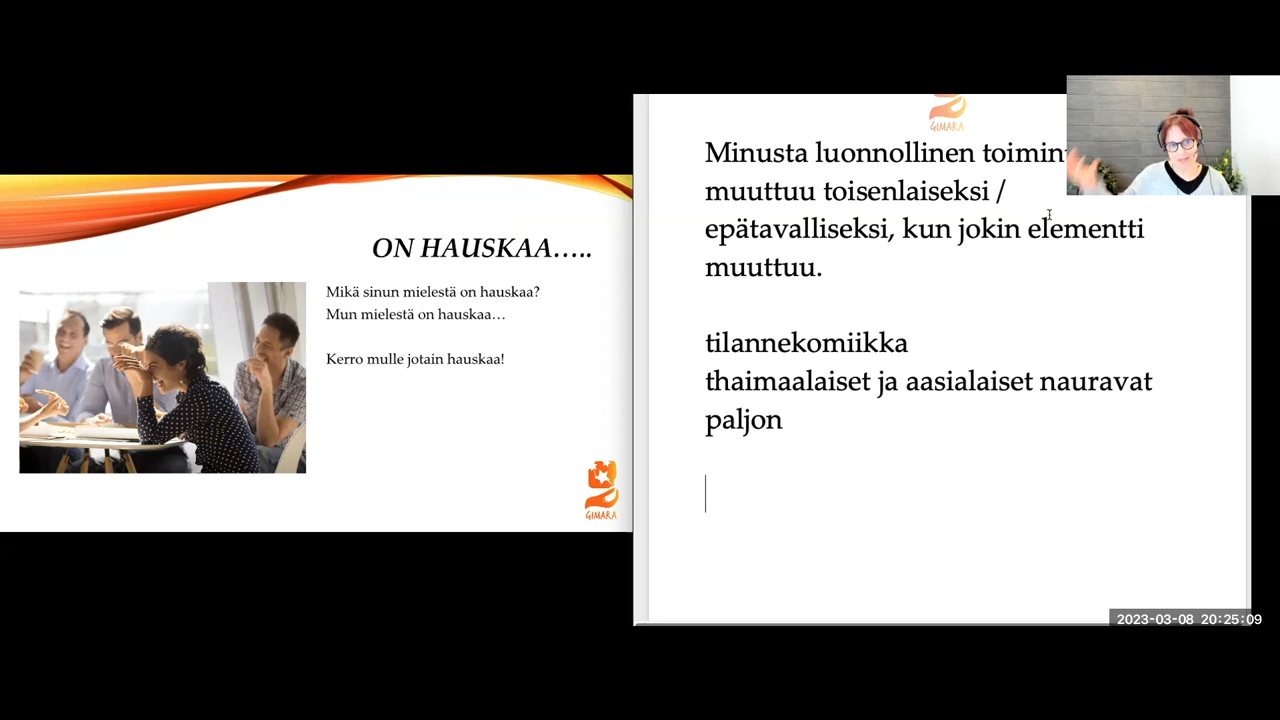 ON HAUSKAA…..
Mikä sinun mielestä on hauskaa?
Mun mielestä on hauskaa…
Kerro mulle jotain hauskaa!
GIMARA
GIMARA
Minusta luonnollinen
muuttuu toisenlaiseksi /
epätavalliseksi, kun jokin elementti
muuttuu.
tilannekomiikka
thaimaalaiset ja aasialaiset nauravat
paljon
2023-03-08 20:25:09